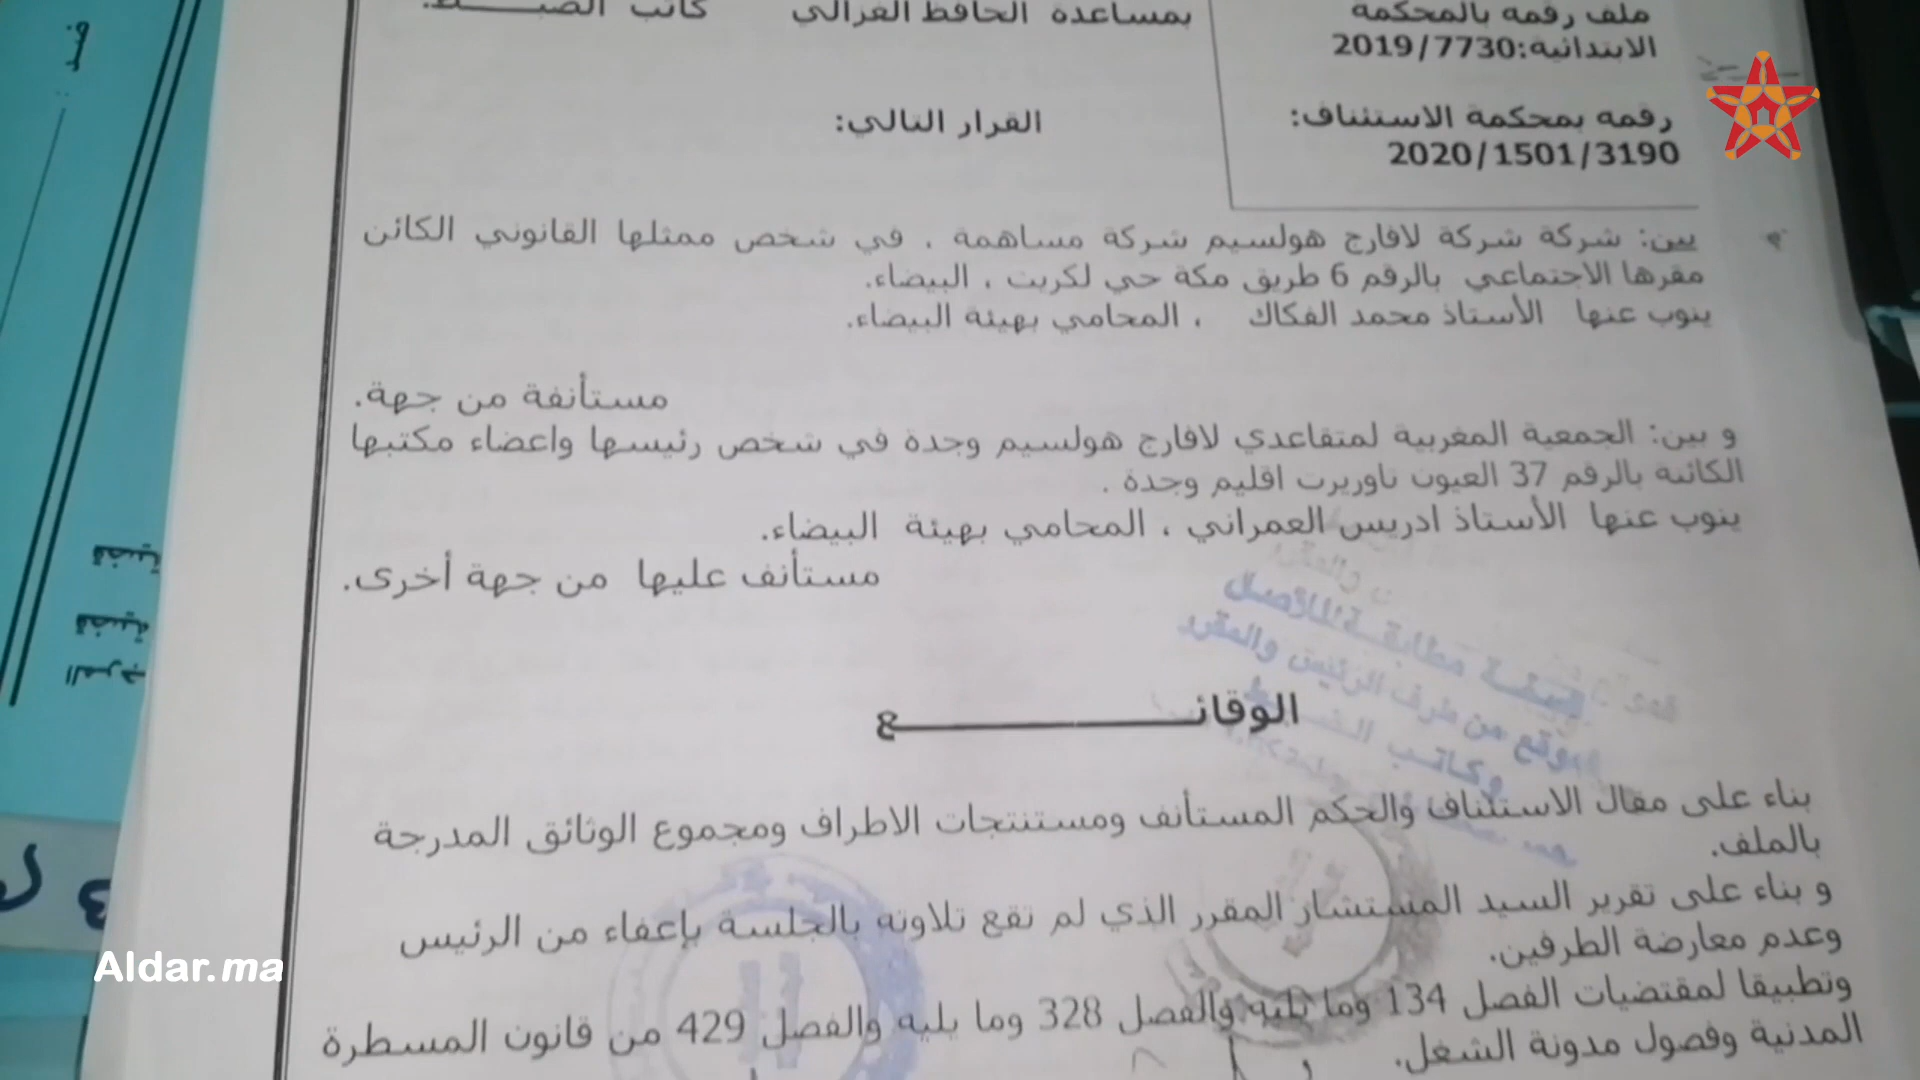 ملف رقمه بالمحكمة
الابتدائية:2019/7730
بمساعدة الحافظ الغزالي كاتب الضبـــــط.
رقمه بمحكمة الاستئناف:
2020/1501/3190
القرار التالي:
بين: شركة شركة لافارج هولسيم شركة مساهمة ، في شخص ممثلها القانوني الكائن
مقرها الاجتماعي بالرقم 6 طريق مكة حي لكريت ، البيضاء.
ينوب عنها الأستاذ محمد الفكاك ، المحامي بهيئة البيضاء.
مستأنفة من جهة.
و بين: الجمعية المغربية لمتقاعدي لافارج هولسيم وجدة في شخص رئيسها واعضاء مكتبها
الكائنة بالرقم 37 العيون تاوريرت اقليم وجدة .
ينوب عنها الأستاذ ادريس العمراني ، المحامي بهيئة البيضاء.
مستأنف عليها من جهة أخرى.
الوقائـــــــــــــــــع
بناء على مقال الاستئناف والحكم المستأنف ومستنتجات الاطراف ومجموع الوثائق المدرجة
بالملف.
و بناء على تقرير السيد المستشار المقرر الذي لم تقع تلاوته بالجلسة بإعفاء من الرئيس
وعدم معارضة الطرفين.
وتطبيقا لمقتضيات الفصل 134 وما يليه والفصل 328 وما يليه والفصل 429 من قانون المسطرة
المدنية وفصول مدونة الشغل.
Aldar.ma